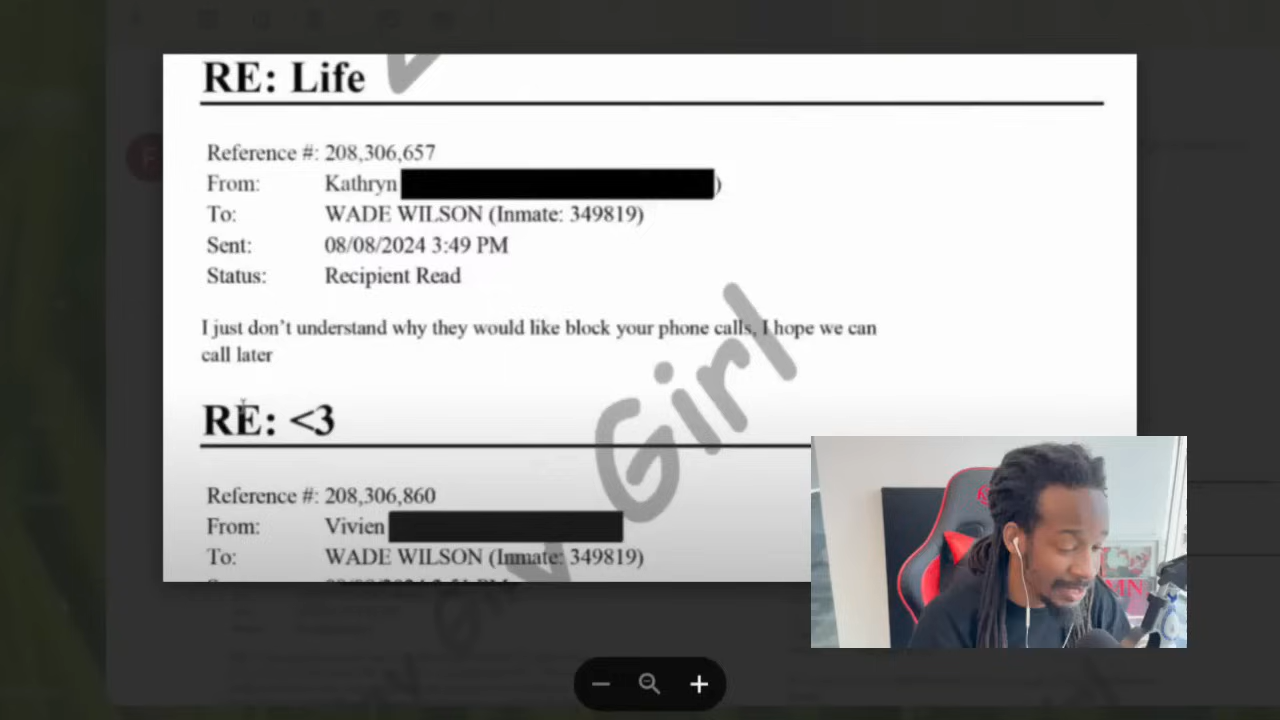 RE: Life
Reference #: 208,306,657
From: Kathryn )
To: WADE WILSON (Inmate: 349819)
Sent: 08/08/2024 3:49 PM
Status: Recipient Read
I just don't understand why they would like block your phone calls. I hope we can
call later
RE: <3
Reference #: 208,306,860
From: Vivien
To: WADE WILSON (Inmate: 349819)
Girl
MN